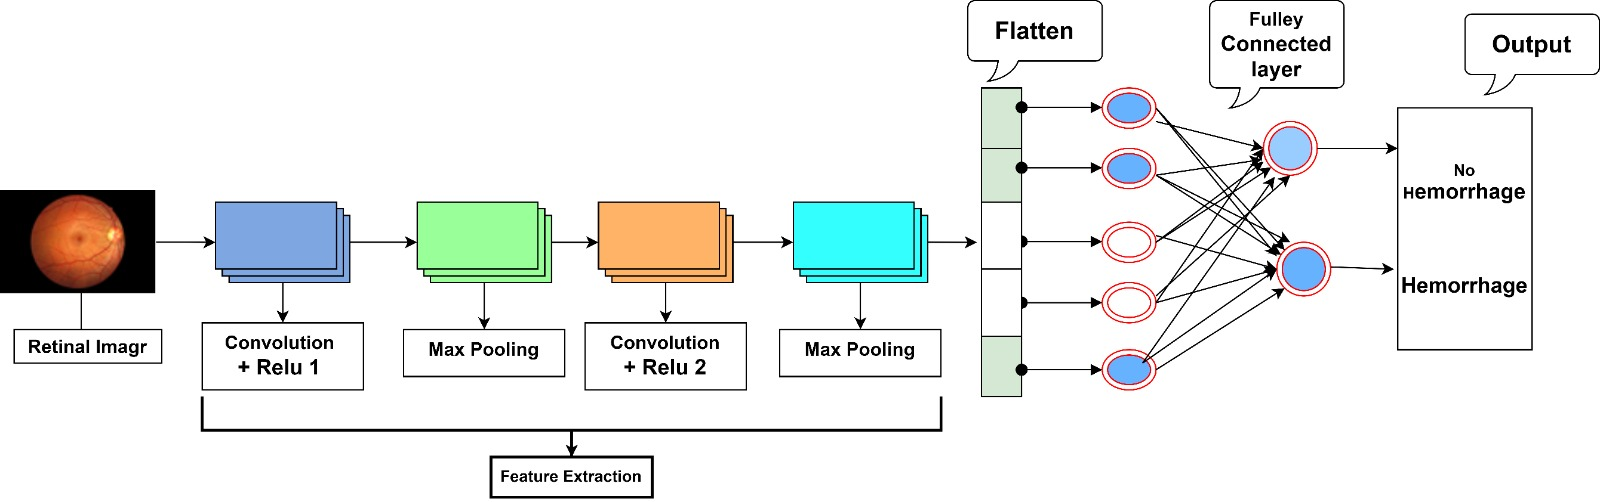 Flatten
Fulley
Connected
layer
Output
No
Hemorrhage
Hemorrhage
Retinal Imagr
Convolution
+ Relu 1
Max Pooling
Convolution
+ Relu 2
Max Pooling
Feature Extraction